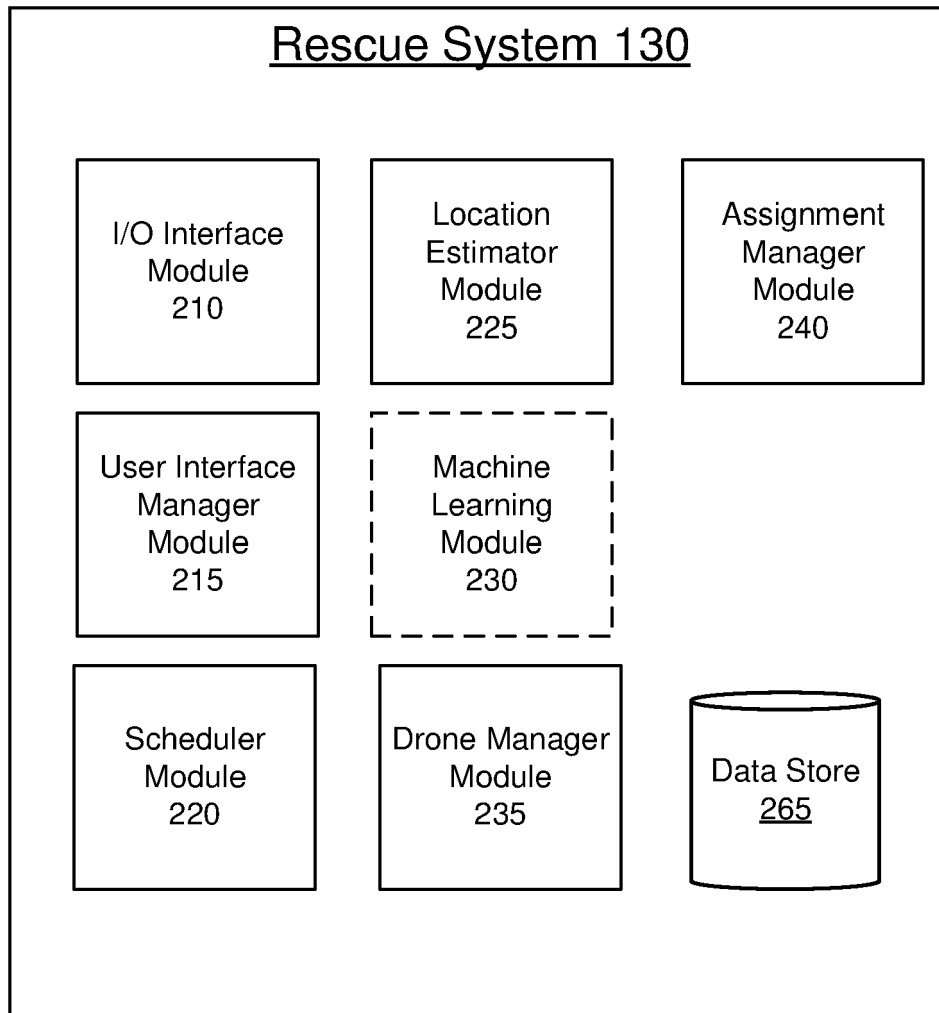 Rescue System 130
I/O Interface
Module
210
Location
Estimator
Module
225
Assignment
Manager
Module
240
User Interface
Manager
Module
215
Machine
Learning
Module
230
Scheduler
Module
220
Drone Manager
Module
235
Data Store
265